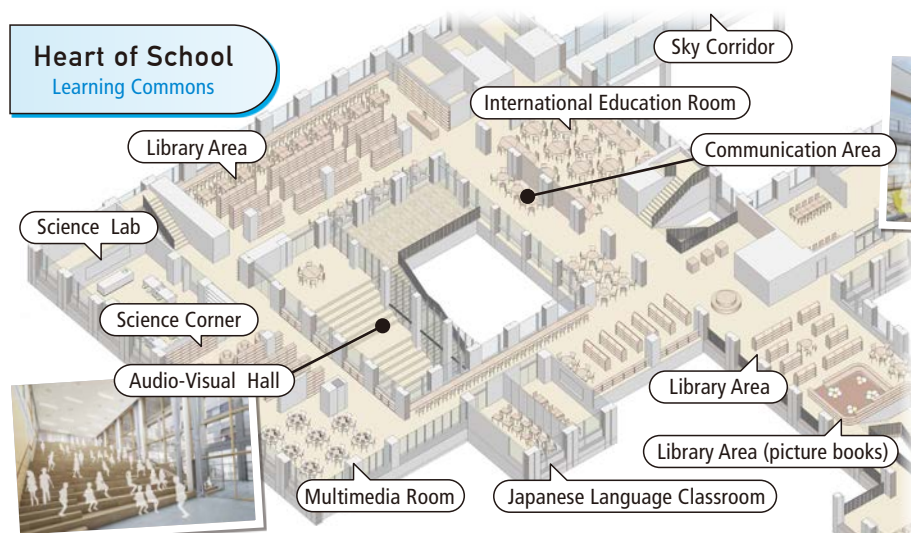 Heart of School
Learning Commons
Sky Corridor
International Education Room
Library Area
Communication Area
Science Lab
Science Corner
Audio-Visual Hall
Library Area
Library Area (picture books)
Multimedia Room
Japanese Language Classroom